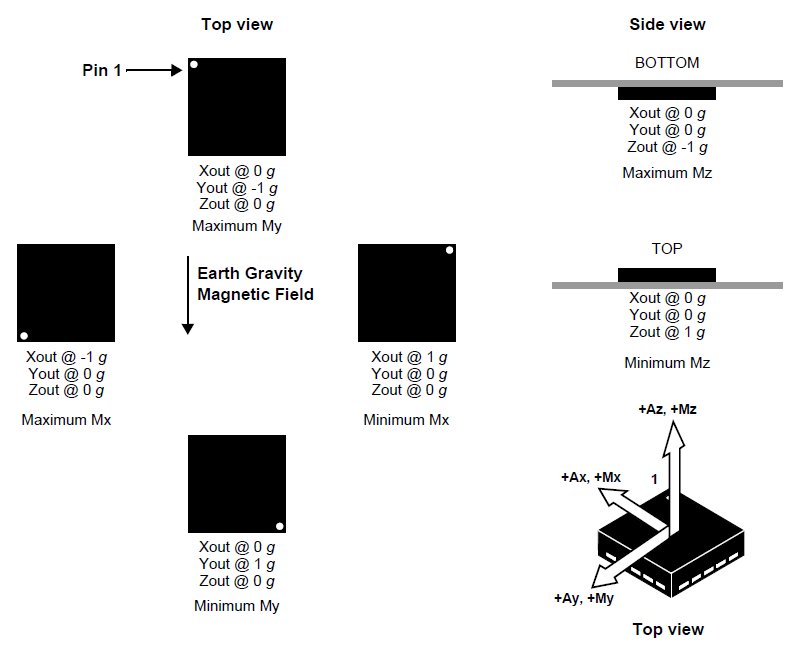 Top view
Pin 1
Xout @ 0 g
Yout @ -1 g
Zout @ 0 g
Maximum My
Earth Gravity
Magnetic Field
Xout @ -1 g
Yout @ 0 g
Zout @ 0 g
Maximum Mx
Xout @ 1 g
Yout @ 0 g
Zout @ 0 g
Minimum Mx
Xout @ 0 g
Yout @ 1 g
Zout @ 0 g
Minimum My
Side view
BOTTOM
Xout @ 0 g
Yout @ 0 g
Zout @ -1 g
Maximum Mz
TOP
Xout @ 0 g
Yout @ 0 g
Zout @ 1 g
Minimum Mz
+Az, +Mz
+Ax, +Mx
1
+Ay, +My
Top view